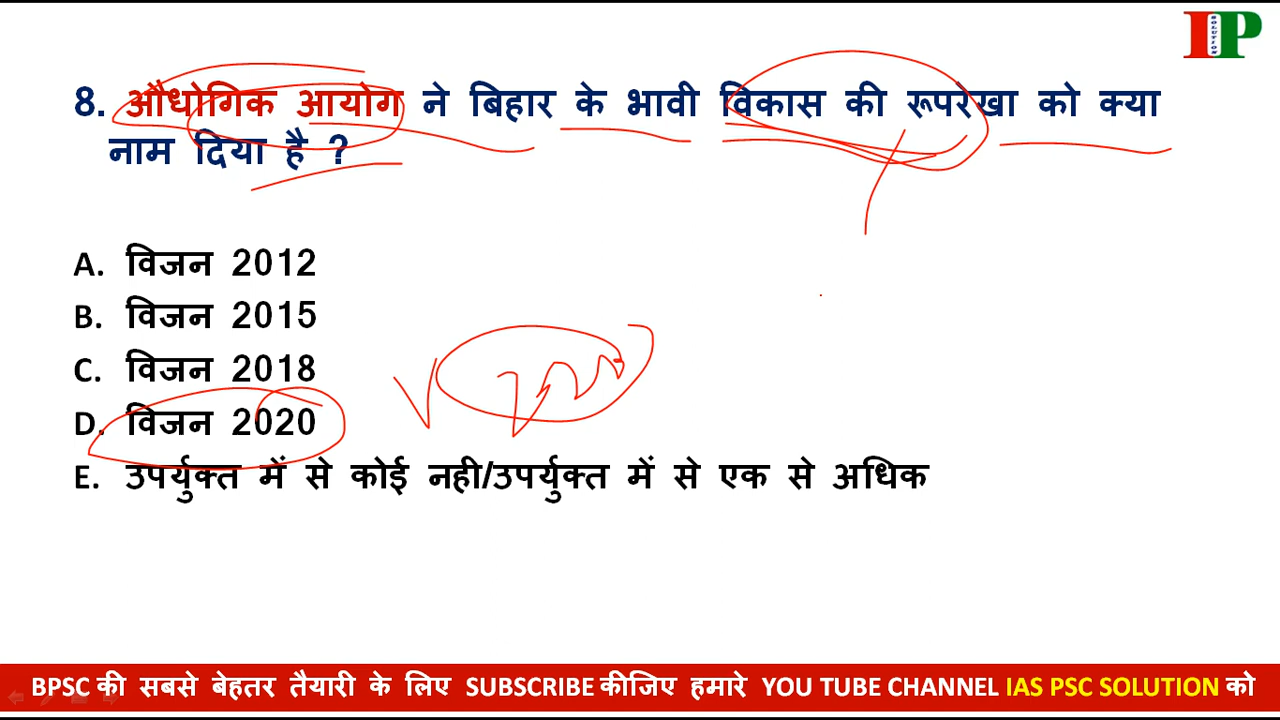 I SOLUTION P
8. औधोगिक आयोग ने बिहार के भावी विकास की रूपरेखा को क्या
नाम दिया है ?
A. विजन 2012
B. विजन 2015
C. विजन 2018
D. विजन 2020
E. उपर्युक्त में से कोई नही/उपर्युक्त में से एक से अधिक
BPSC की सबसे बेहतर तैयारी के लिए SUBSCRIBE कीजिए हमारे YOU TUBE CHANNEL IAS PSC SOLUTION को